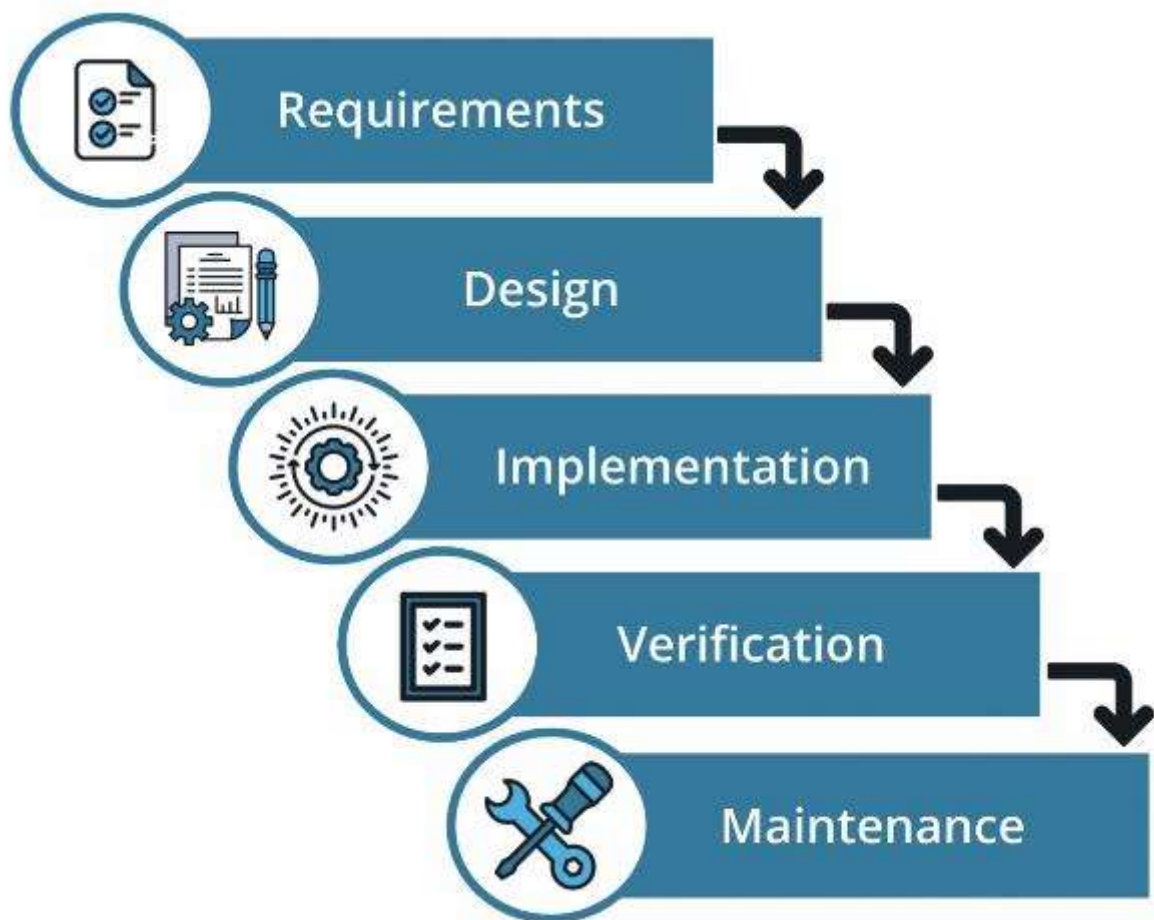 Requirements
Design
Implementation
Verification
Maintenance